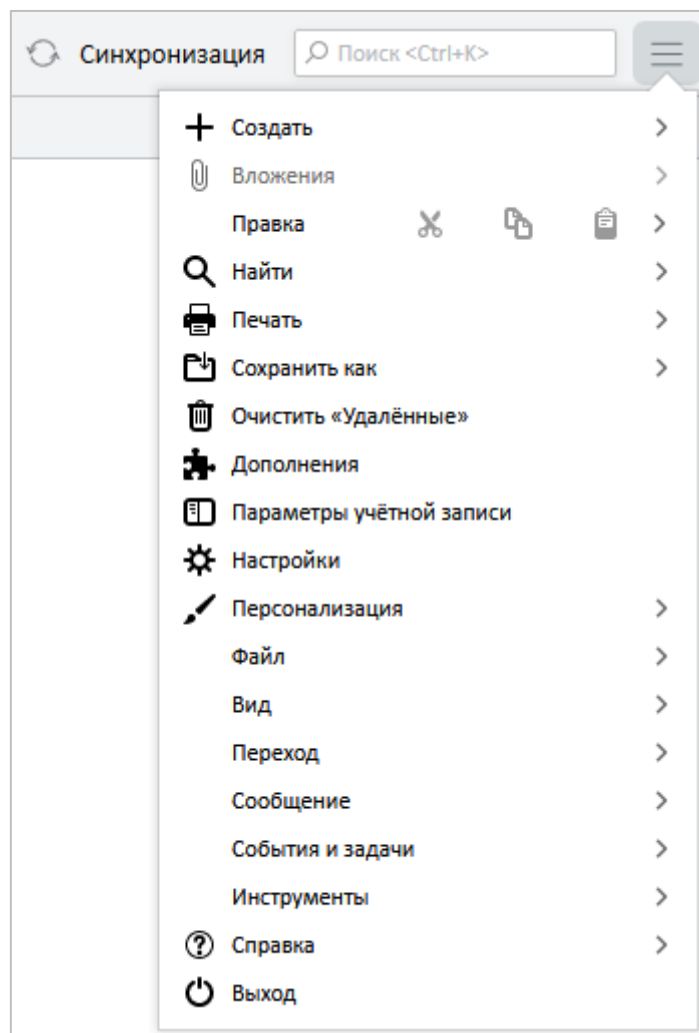 Синхронизация
Поиск <Ctrl+K>
Создать
Вложения
Правка
Найти
Печать
Сохранить как
Очистить «Удалённые»
Дополнения
Параметры учётной записи
Настройки
Персонализация
Файл
Вид
Переход
Сообщение
События и задачи
Инструменты
Справка
Выход